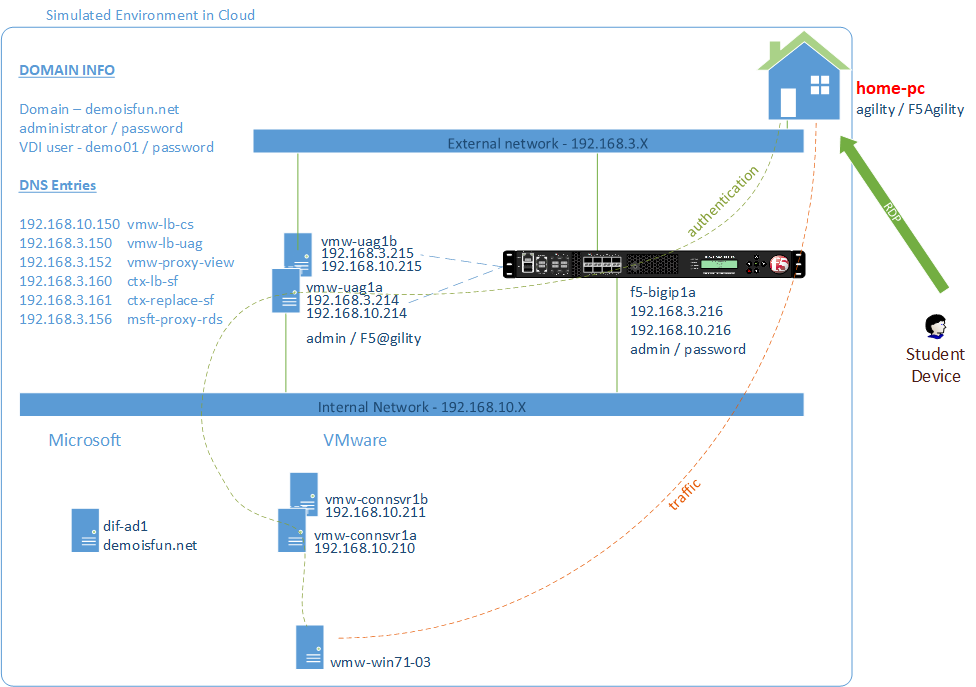 Simulated Environment in Cloud
DOMAIN INFO
Domain – demoisfun.net
administrator / password
VDI user - demo01 / password
DNS Entries
192.168.10.150 vmw-lb-cs
192.168.3.150 vmw-lb-uag
192.168.3.152 vmw-proxy-view
192.168.3.160 ctx-lb-sf
192.168.3.161 ctx-replace-sf
192.168.3.156 msft-proxy-rds
home-pc
agility / F5Agility
External network - 192.168.3.X
authentication
RDP
vmw-uag1b
192.168.3.215
192.168.10.215
vmw-uag1a
192.168.3.214
192.168.10.214
admin / F5@gility
f5
f5-bigip1a
192.168.3.216
192.168.10.216
admin / password
Student
Device
Internal Network - 192.168.10.X
Microsoft
VMware
traffic
vmw-connsvr1b
192.168.10.211
vmw-connsvr1a
192.168.10.210
dif-ad1
demoisfun.net
wmw-win71-03